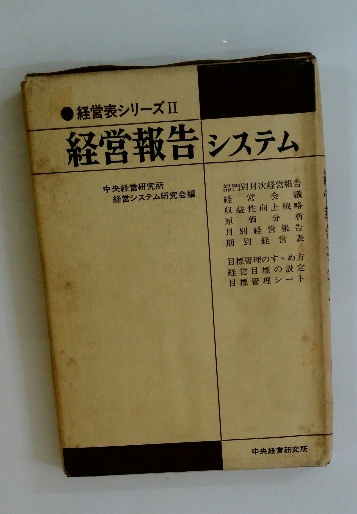 ●経営表シリーズⅡ
経営報告システム
中央経営研究所
経営システム研究会編
部門別月次経営報告
経営会議
収益性向上戦略
原価分析
月別経営報告
期別経営表
目標管理のすゝめ方
経営目標の設定
目標管理シート
中央経営研究所